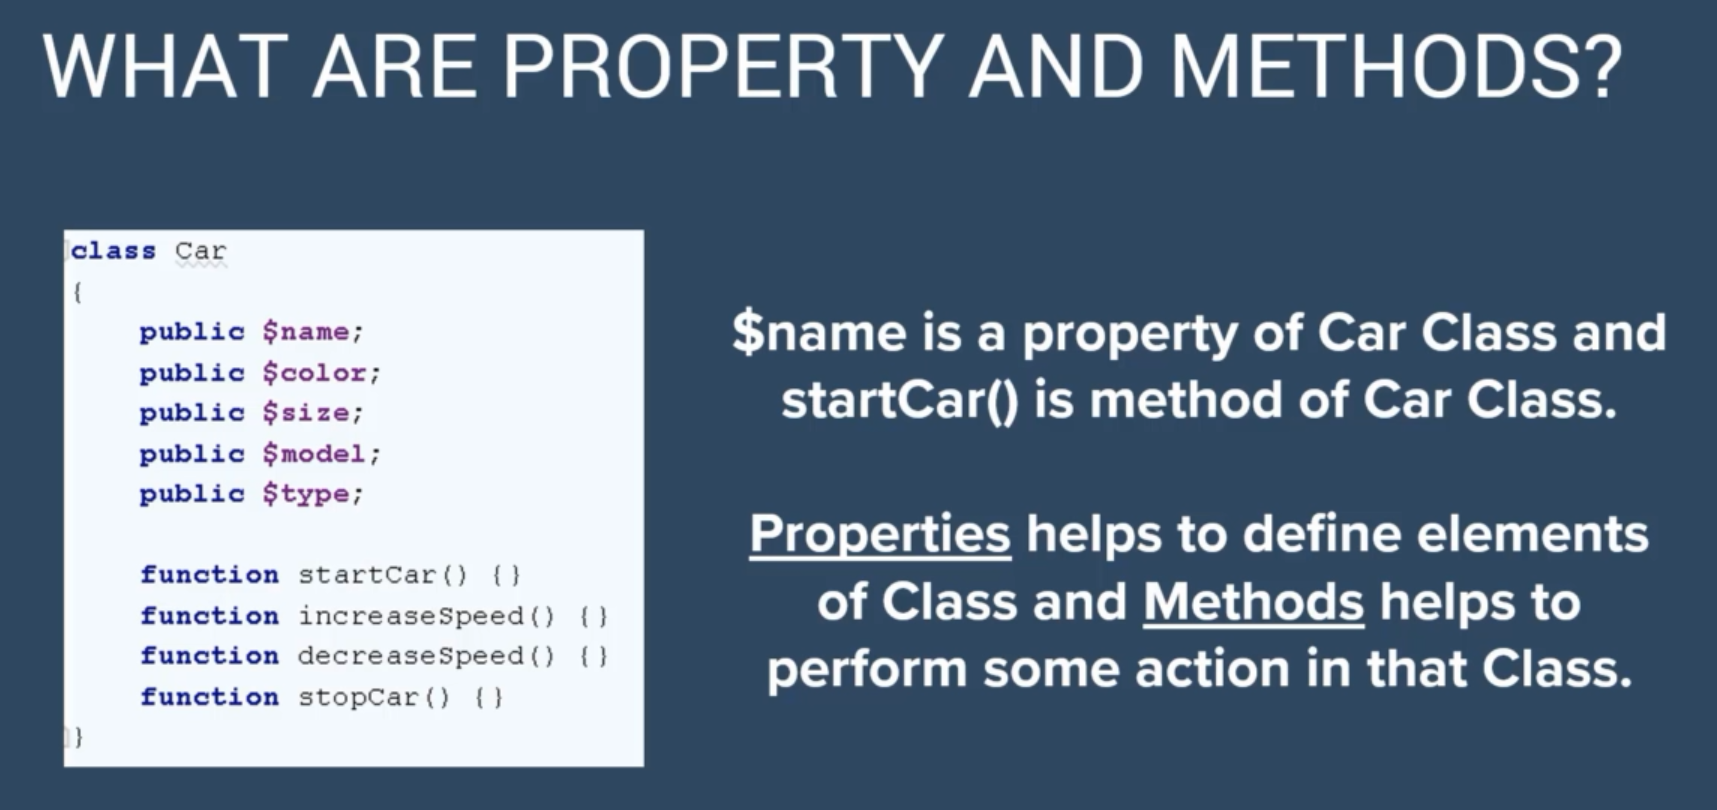 WHAT ARE PROPERTY AND METHODS?
class Car
{
    public $name;
    public $color;
    public $size;
    public $model;
    public $type;

    function startCar() {}
    function increaseSpeed() {}
    function decreaseSpeed() {}
    function stopCar() {}
}
$name is a property of Car Class and
startCar() is method of Car Class.
Properties helps to define elements
of Class and Methods helps to
perform some action in that Class.